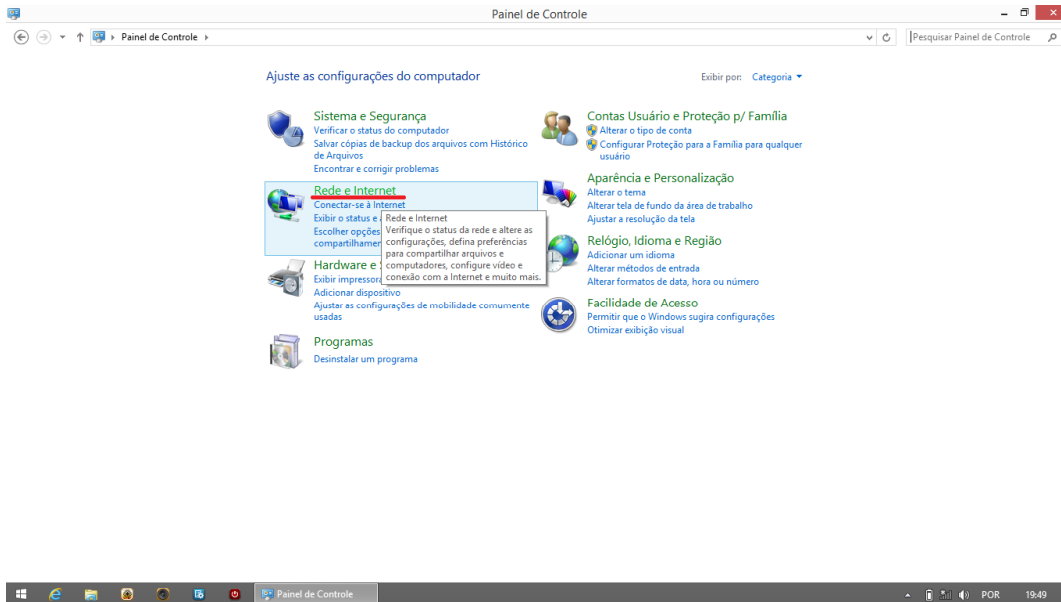 Painel de Controle
Painel de Controle
Pesquisar Painel de Controle
Ajuste as configurações do computador
Exibir por: Categoria
Sistema e Segurança
Verificar o status do computador
Salvar cópias de backup dos arquivos com Histórico
de Arquivos
Encontrar e corrigir problemas
Rede e Internet
Conectar-se à Internet
Exibir o status e
Escolher opções
Rede e Internet
Verifique o status da rede e altere as
configurações, defina preferências
para compartilhar arquivos e
computadores, configure vídeo e
conexão com a Internet e muito mais.
Hardware e
Exibir
Adicionar dispositivo
Ajustar as configurações de mobilidade comumente
usadas
Programas
Desinstalar um programa
Contas Usuário e Proteção p/ Família
Alterar o tipo de conta
Configurar Proteção para a Família para qualquer
usuário
Aparência e Personalização
Alterar o tema
Alterar tela de fundo da área de trabalho
Ajustar a resolução da tela
Relógio, Idioma e Região
Adicionar um idioma
Alterar métodos de entrada
Alterar formatos de data, hora ou número
Facilidade de Acesso
Permitir que o Windows sugira configurações
Otimizar exibição visual
Painel de Controle
POR
19:49